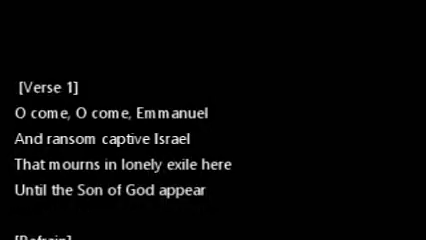 [Verse 1]
O come, O come, Emmanuel
And ransom captive Israel
That mourns in lonely exile here
Until the Son of God appear
[Refrain]